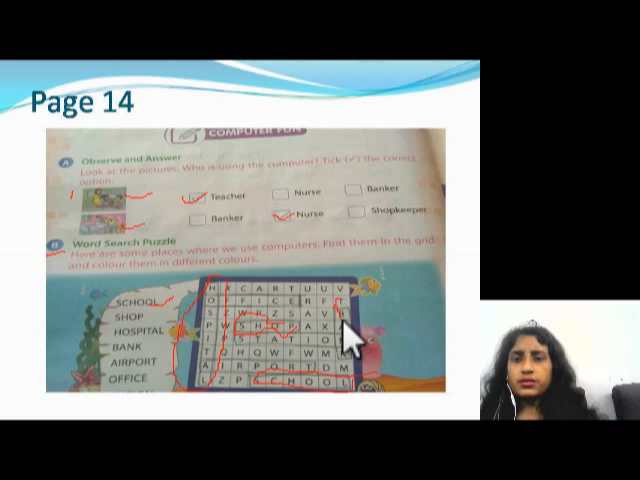 Page 14
COMPUTER FUN
A Observe and Answer
Look at the pictures. Who is using the computer? Tick (✓) the correct
option.
1 Teacher Nurse Banker
Banker Nurse Shopkeeper
B Word Search Puzzle
Here are some places where we use computers. Find them in the grid
and colour them in different colours.
SCHOOL
SHOP
HOSPITAL
BANK
AIRPORT
OFFICE
H X C A R T U U V
O F F I C E R F
S Z W P Z S A V
P W S H O P A X
I P S T A T I O
T Q H Q W F W M
A I R P O R T D M
L Z P S C H O O L